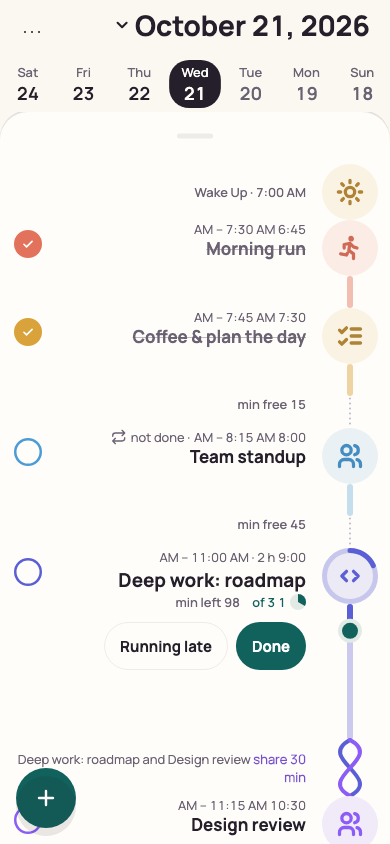 ...
October 21, 2026
Sat Fri Thu Wed Tue Mon Sun
24 23 22 21 20 19 18
Wake Up · 7:00 AM
AM – 7:30 AM 6:45
Morning run
AM – 7:45 AM 7:30
Coffee & plan the day
min free 15
not done · AM – 8:15 AM 8:00
Team standup
min free 45
AM – 11:00 AM · 2 h 9:00
Deep work: roadmap
min left 98 of 3 1
Running late Done
Deep work: roadmap and Design review share 30
min
AM – 11:15 AM 10:30
Design review